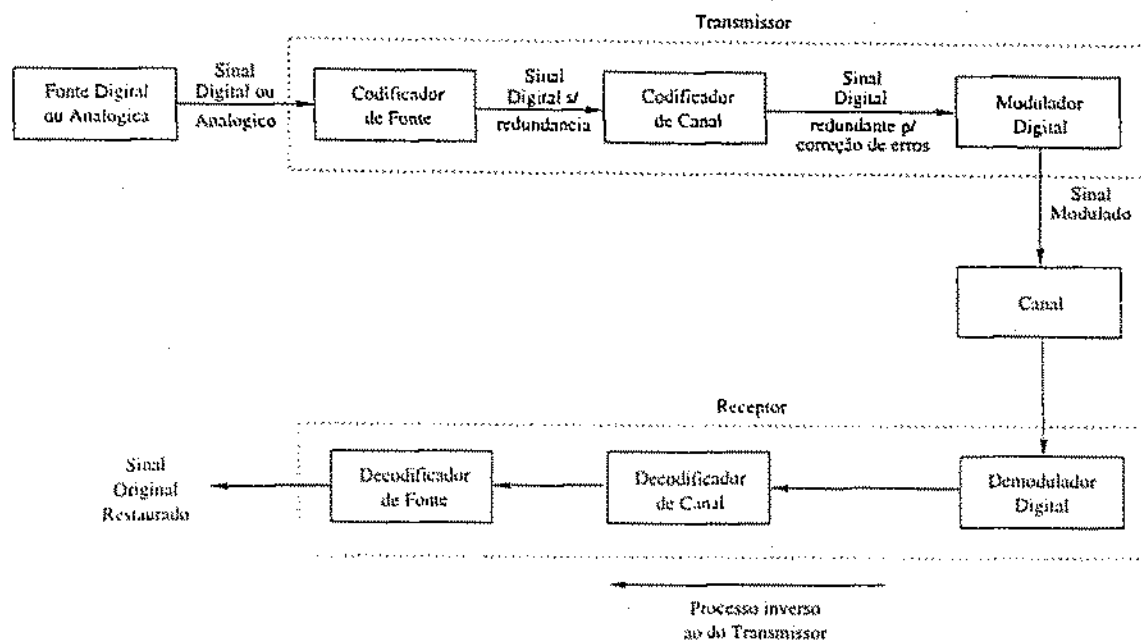 Transmissor
Fonte Digital
ou Analogica
Sinal
Digital ou
Analogico
Codificador
de Fonte
Sinal
Digital s/
redundancia
Codificador
de Canal
Sinal
Digital
redundante p/
correção de erros
Modulador
Digital
Sinal
Modulado
Canal
Receptor
Sinal
Original
Restaurado
Decodificador
de Fonte
Decodificador
de Canal
Demodulador
Digital
Processo inverso
ao do Transmissor